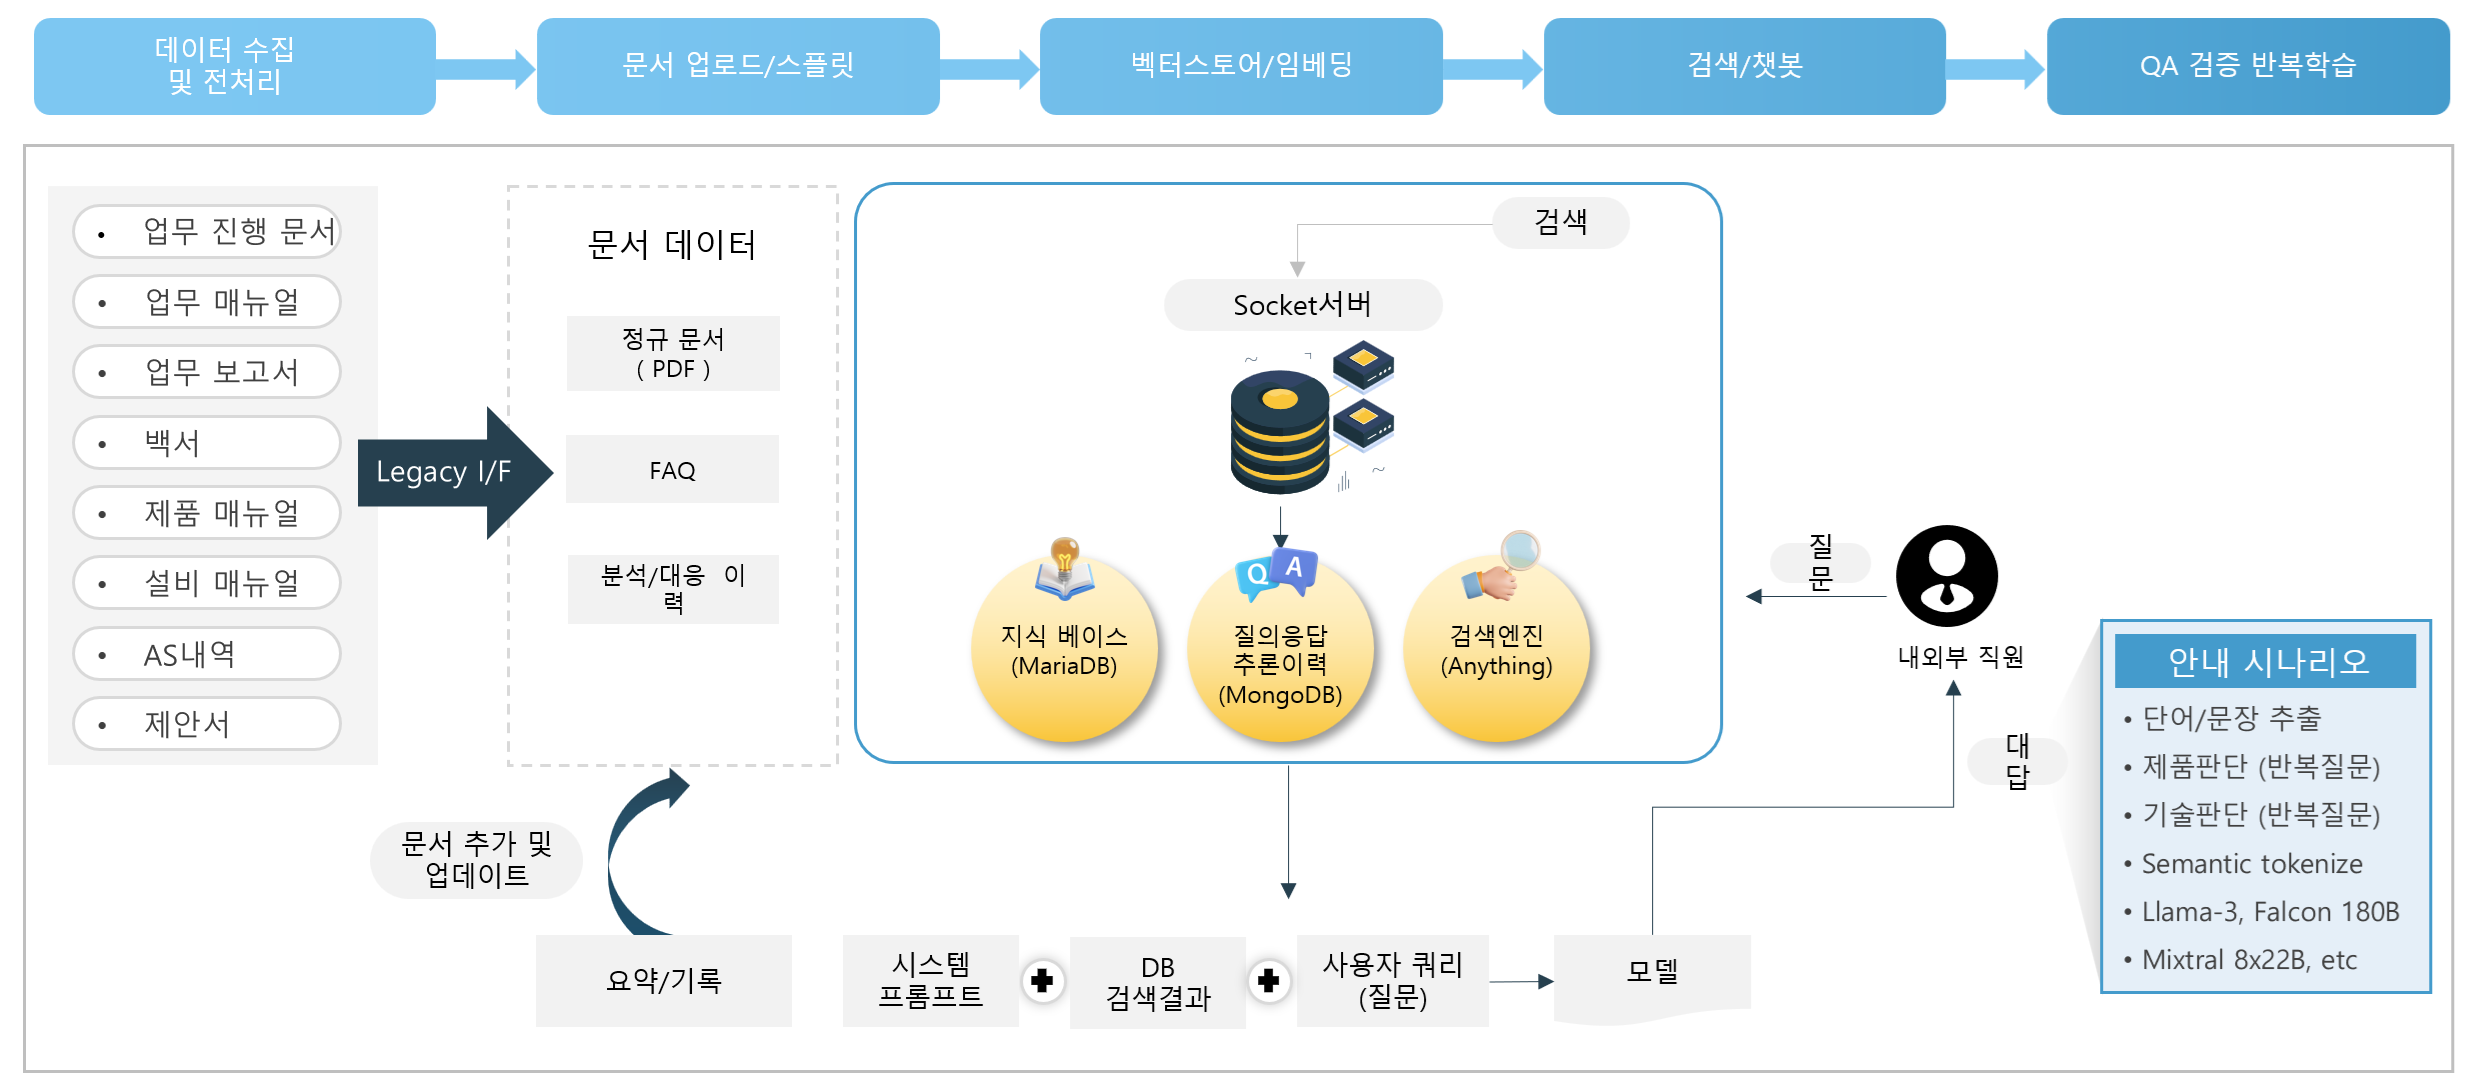 데이터 수집
및 전처리
문서 업로드/스플릿
벡터스토어/임베딩
검색/챗봇
QA 검증 반복학습
• 업무 진행 문서
• 업무 매뉴얼
• 업무 보고서
• 백서
• 제품 매뉴얼
• 설비 매뉴얼
• AS내역
• 제안서
Legacy I/F
문서 데이터
정규 문서
( PDF )
FAQ
분석/대응 이
력
검색
Socket서버
지식 베이스
(MariaDB)
Q A
질의응답
추론이력
(MongoDB)
검색엔진
(Anything)
질
문
내외부 직원
대
답
안내 시나리오
• 단어/문장 추출
• 제품판단 (반복질문)
• 기술판단 (반복질문)
• Semantic tokenize
• Llama-3, Falcon 180B
• Mixtral 8x22B, etc
문서 추가 및
업데이트
요약/기록
시스템
프롬프트
DB
검색결과
사용자 쿼리
(질문)
모델